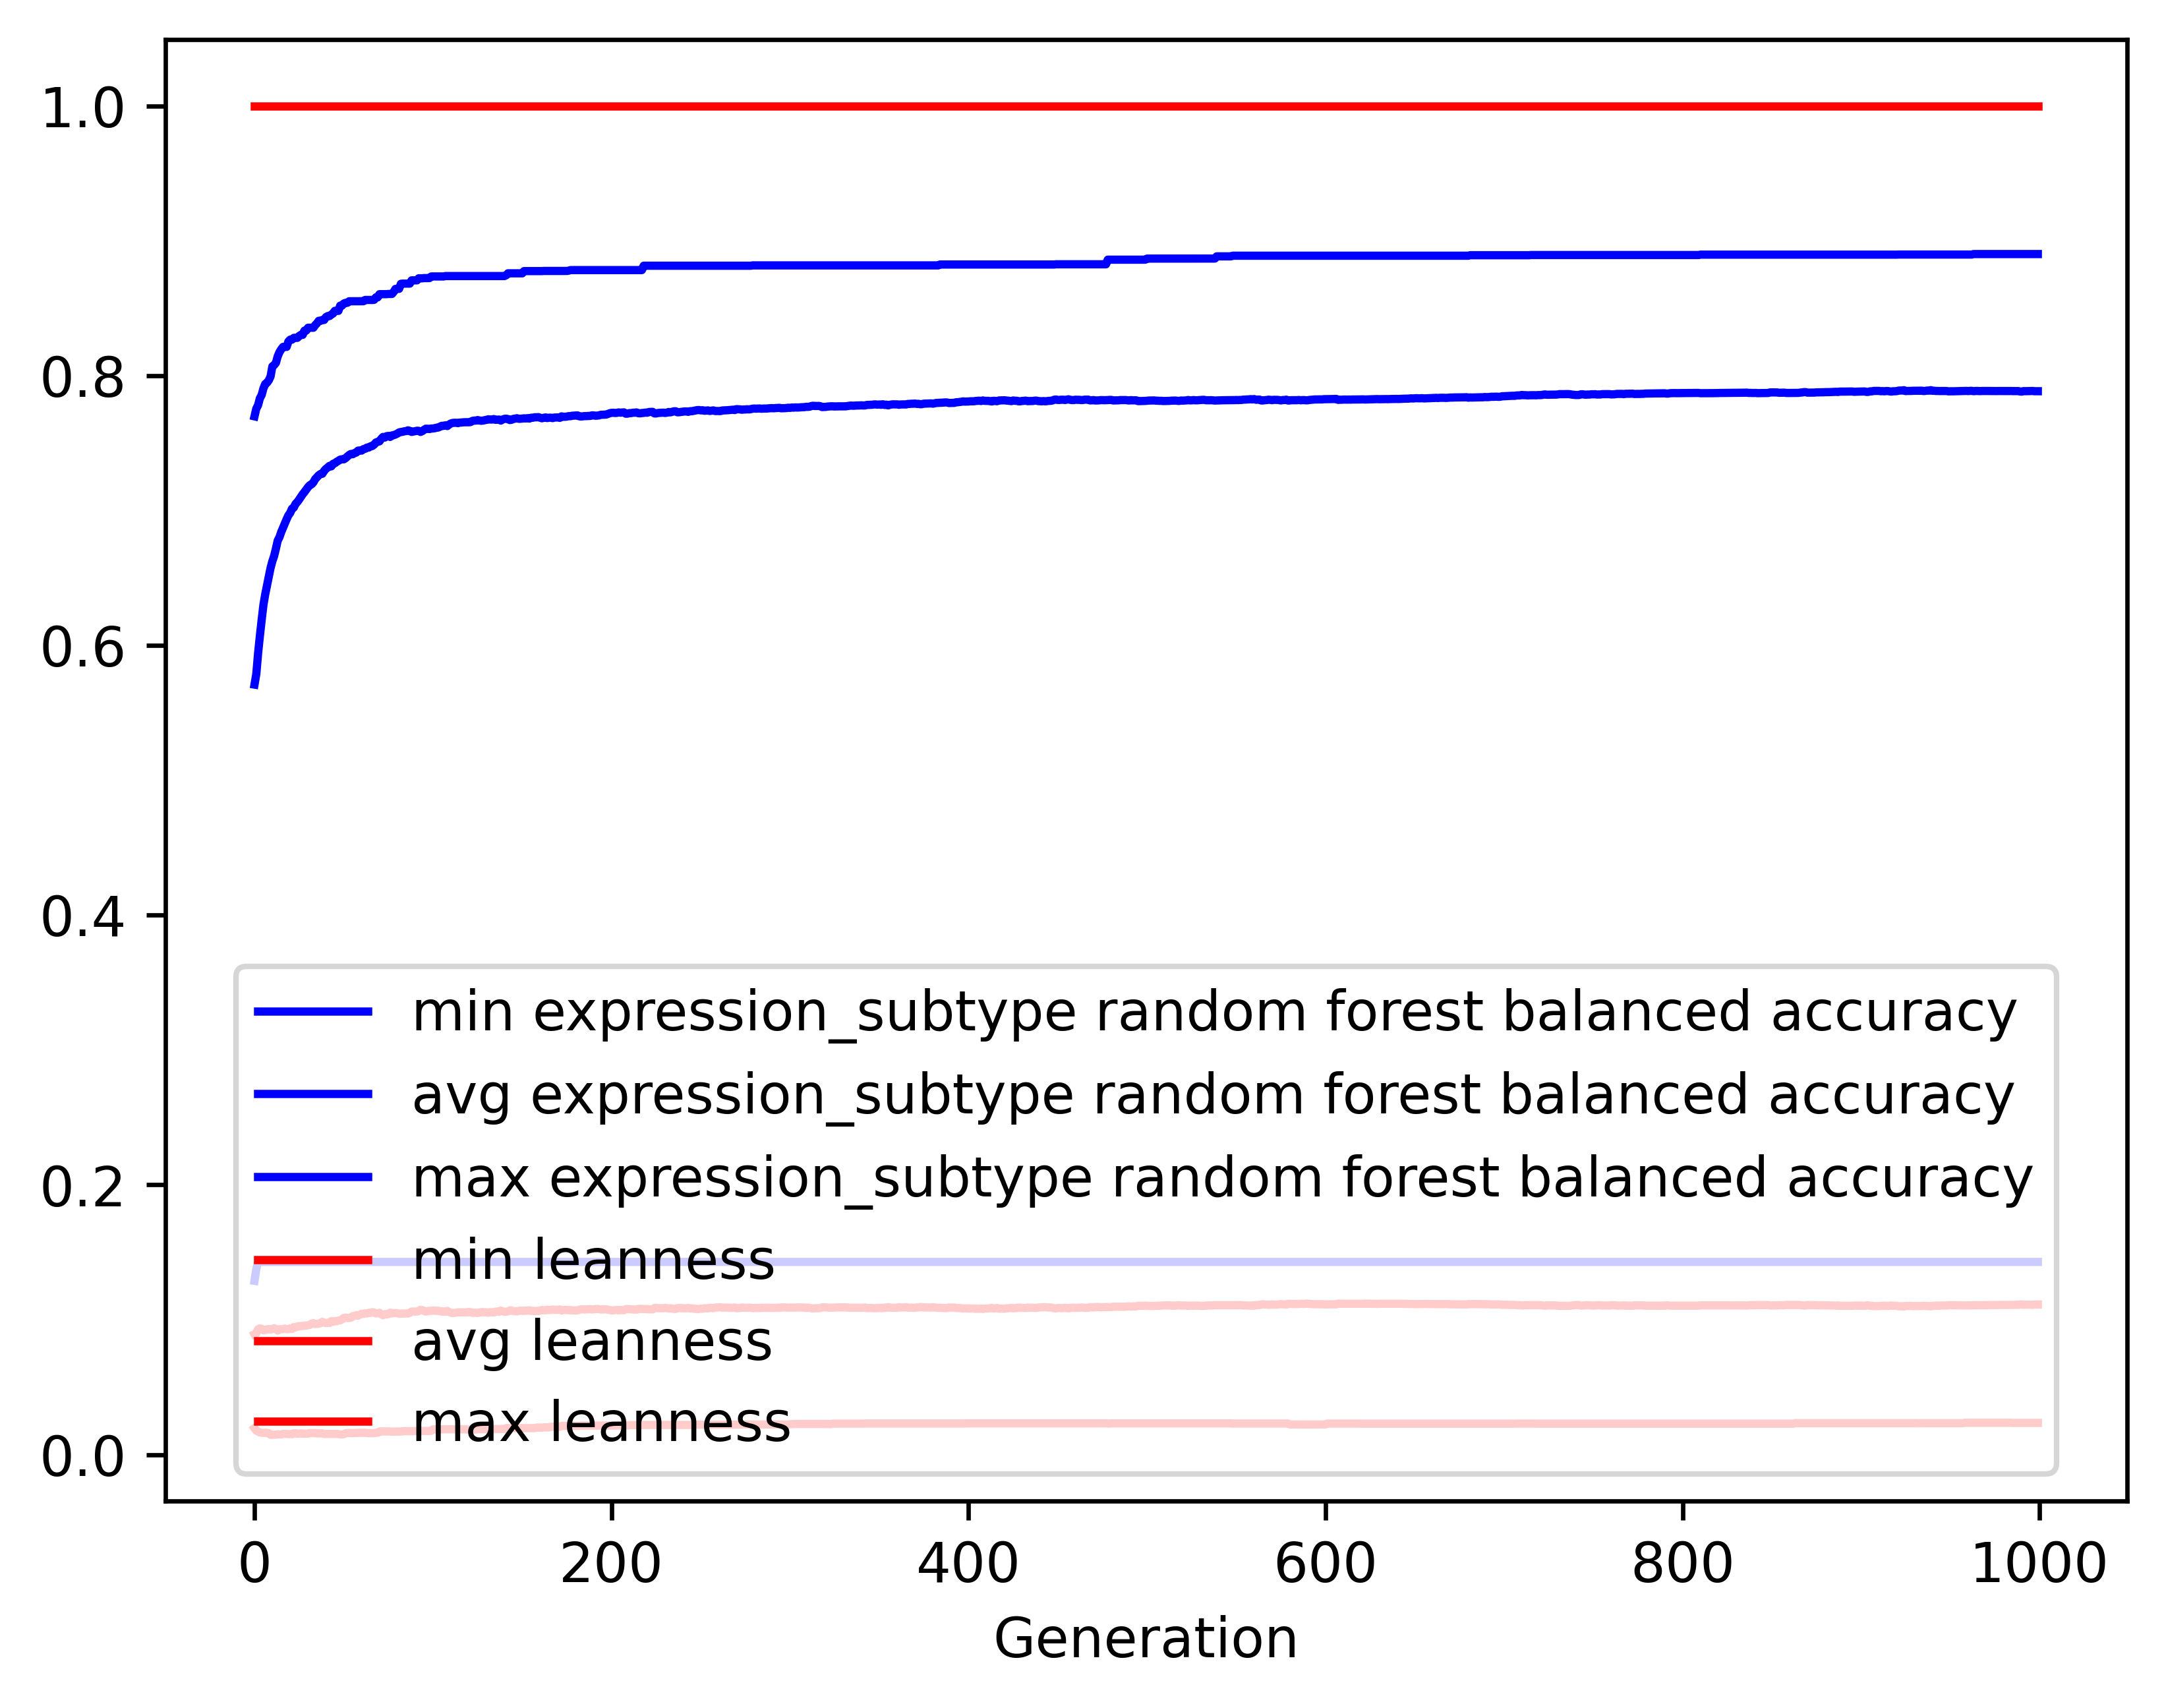 1.0
0.8
0.6
0.4
0.2
0.0
min expression_subtype random forest balanced accuracy
avg expression_subtype random forest balanced accuracy
max expression_subtype random forest balanced accuracy
min leanness
avg leanness
max leanness
0 200 400 600 800 1000
Generation